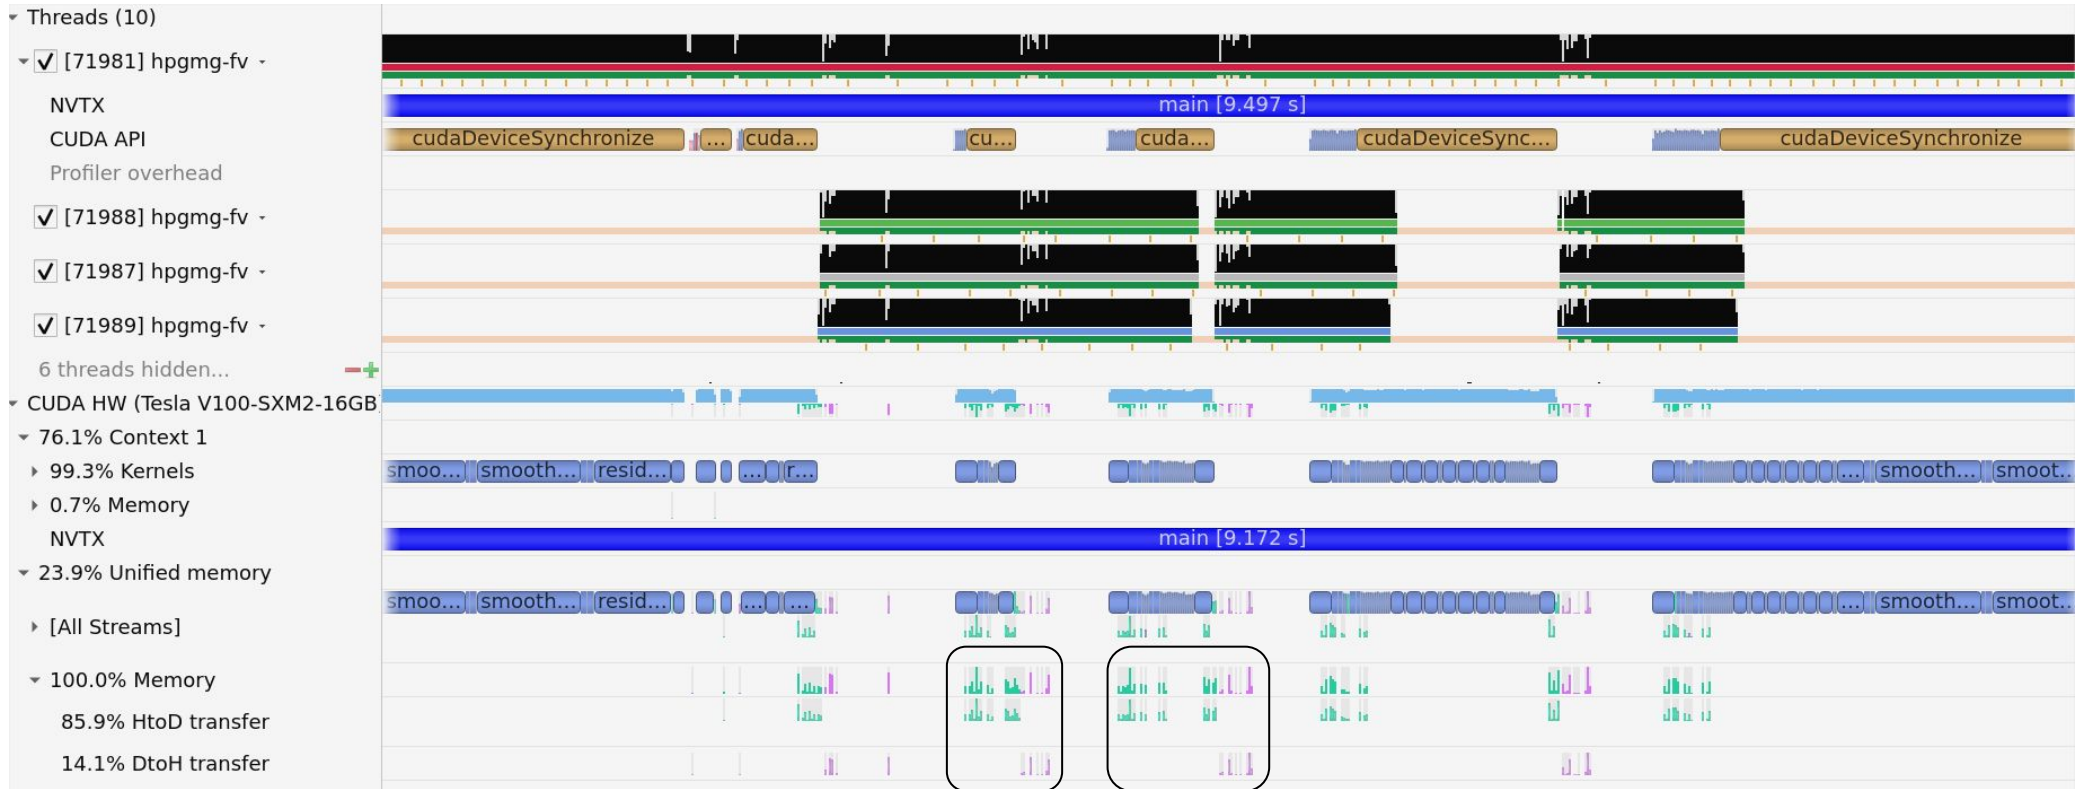 Threads (10)
[71981] hpgmg-fv
NVTX
main [9.497 s]
CUDA API
cudaDeviceSynchronize
...
cuda...
cu...
cuda...
cudaDeviceSync...
cudaDeviceSynchronize
Profiler overhead
[71988] hpgmg-fv
[71987] hpgmg-fv
[71989] hpgmg-fv
6 threads hidden...
CUDA HW (Tesla V100-SXM2-16GB
76.1% Context 1
99.3% Kernels
smoo...
smooth...
resid...
...
r...
...
smooth...
smoot..
0.7% Memory
NVTX
main [9.172 s]
23.9% Unified memory
smoo...
smooth...
resid...
...
...
...
smooth...
smoot..
[All Streams]
100.0% Memory
85.9% HtoD transfer
14.1% DtoH transfer